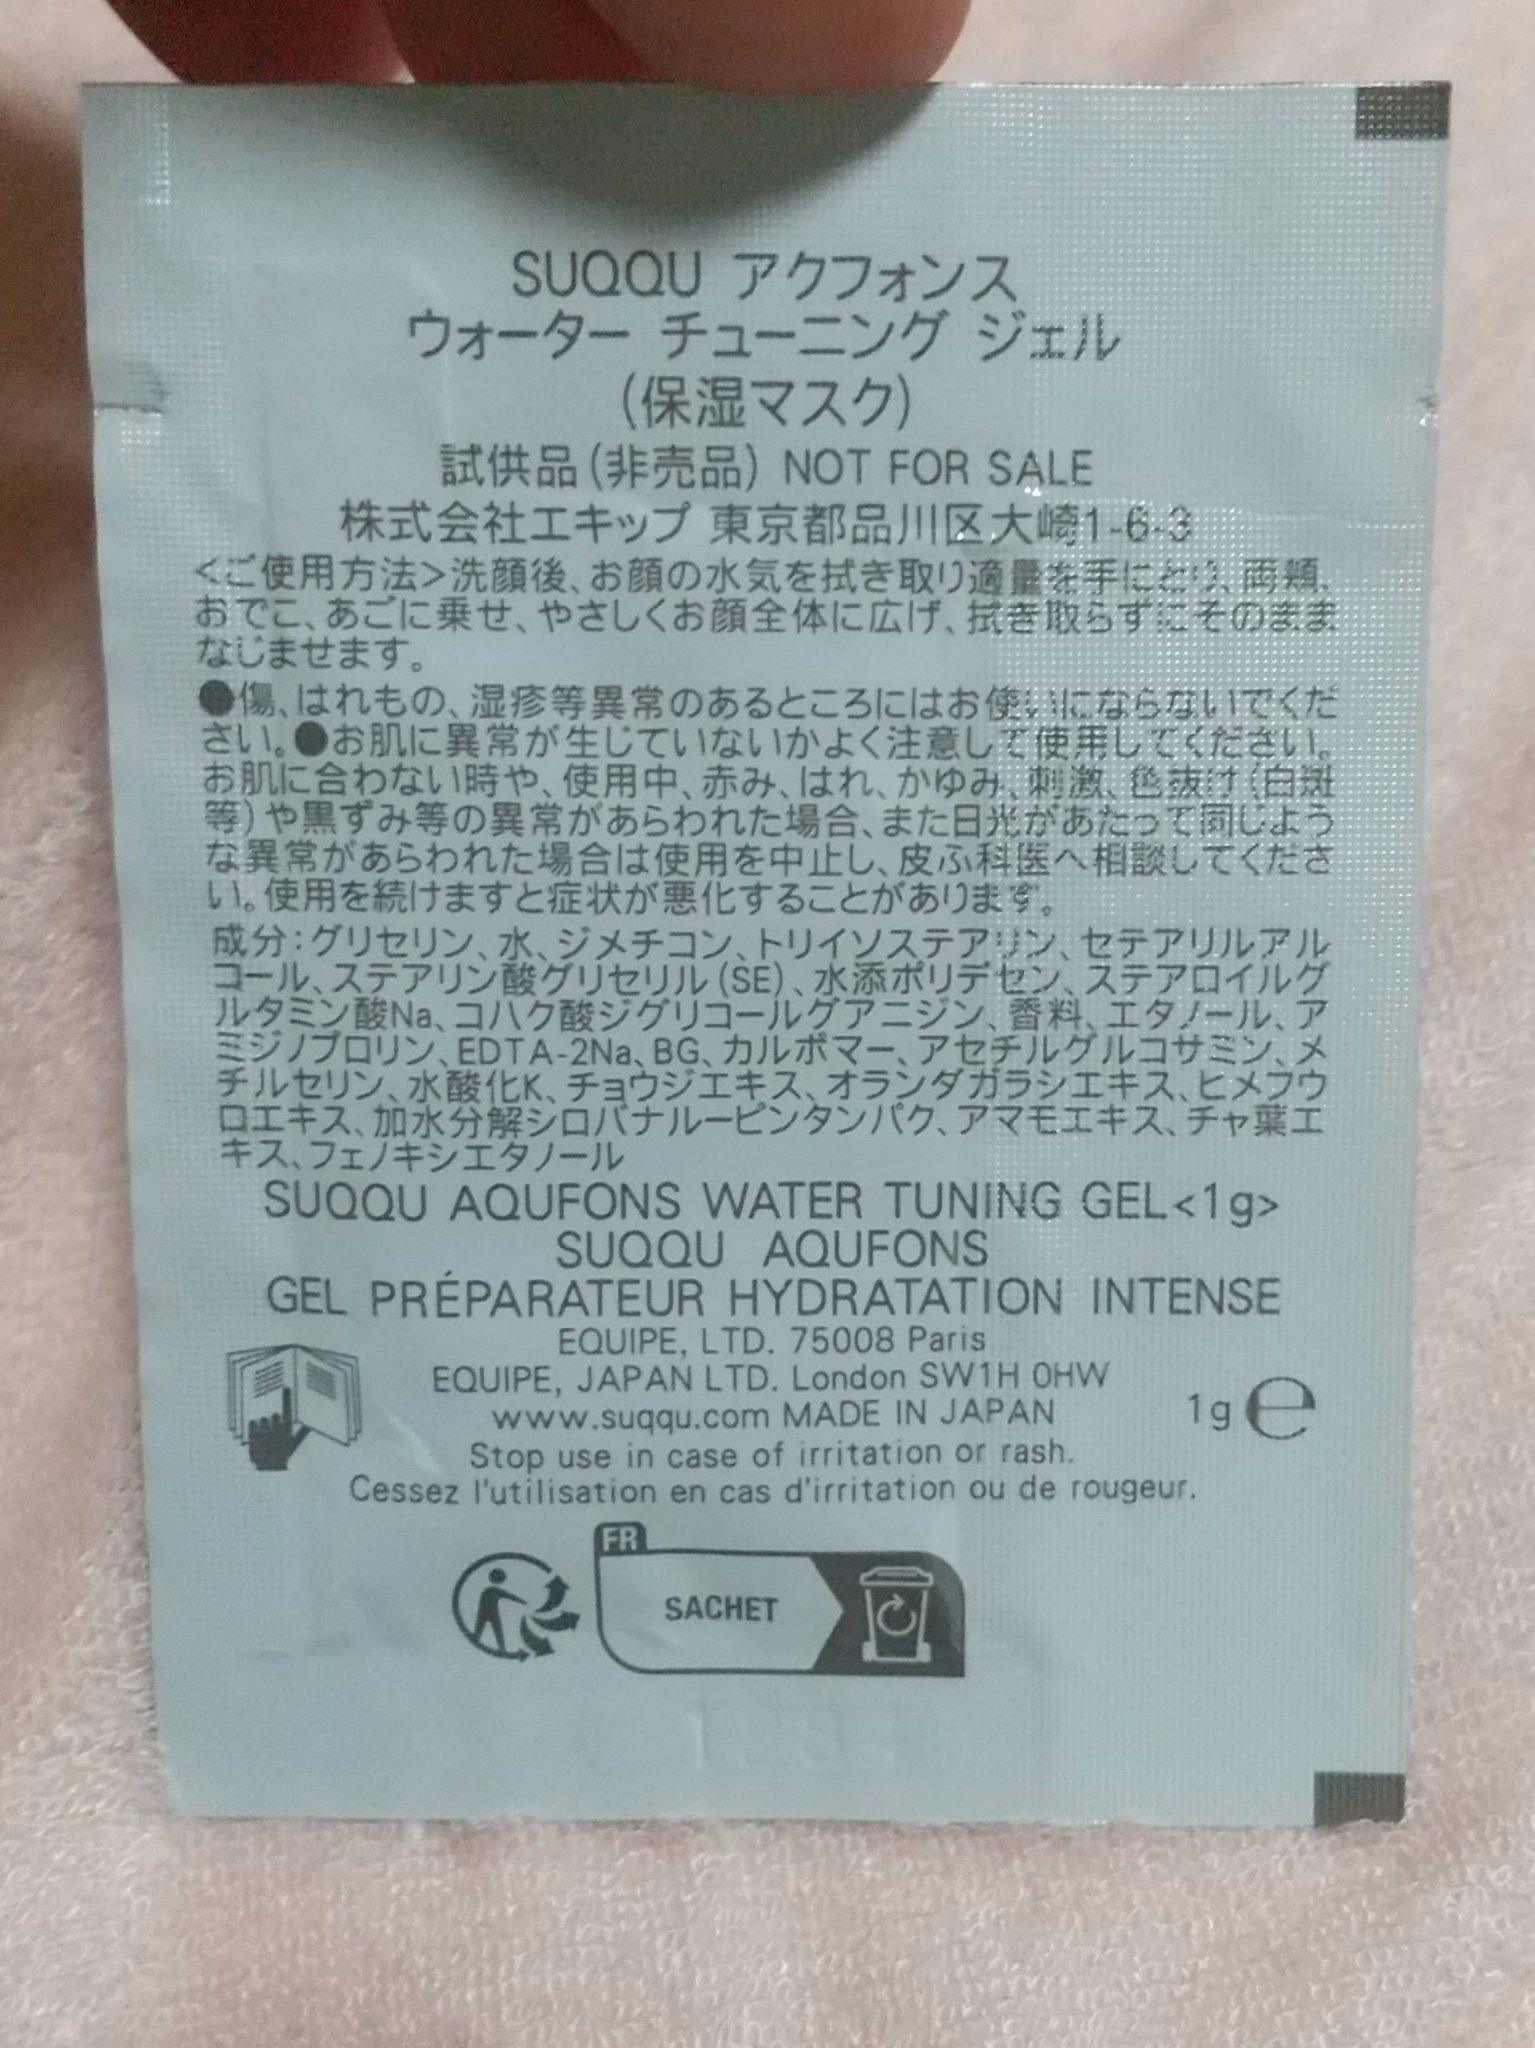 SUQQU アクフォンス
ウォーター チューニング ジェル
(保湿マスク)
試供品(非売品) NOT FOR SALE
株式会社エキップ 東京都品川区大崎1-6-3
<ご使用方法>洗顔後、お顔の水気を拭き取り適量を手にとり、両頬、
おでこ、あごに乗せ、やさしくお顔全体に広げ、拭き取らずにそのまま
なじませます。
●傷、はれもの、湿疹等異常のあるところにはお使いにならないでくだ
さい。●お肌に異常が生じていないかよく注意して使用してください。
お肌に合わない時や、使用中、赤み、はれ、かゆみ、刺激、色抜け(白斑
等)や黒ずみ等の異常があらわれた場合、また日光があたって同じよう
な異常があらわれた場合は使用を中止し、皮ふ科医へ相談してくださ
い。使用を続けますと症状が悪化することがあります。
成分:グリセリン、水、ジメチコン、トリイソステアリン、セテアリルアル
コール、ステアリン酸グリセリル(SE)、水添ポリデセン、ステアロイルグ
ルタミン酸Na、コハク酸ジグリコールグアニジン、香料、エタノール、ア
ミジノプロリン、EDTA-2Na、BG、カルボマー、アセチルグルコサミン、メ
チルセリン、水酸化K、チョウジエキス、オランダガラシエキス、ヒメフウ
ロエキス、加水分解シロバナルーピンタンパク、アマモエキス、チャ葉エ
キス、フェノキシエタノール
SUQQU AQUFONS WATER TUNING GEL<1g>
SUQQU AQUFONS
GEL PRÉPARATEUR HYDRATATION INTENSE
EQUIPE, LTD. 75008 Paris
EQUIPE, JAPAN LTD. London SW1H 0HW
www.suqqu.com MADE IN JAPAN
1g ℮
Stop use in case of irritation or rash.
Cessez l'utilisation en cas d'irritation ou de rougeur.
FR
SACHET